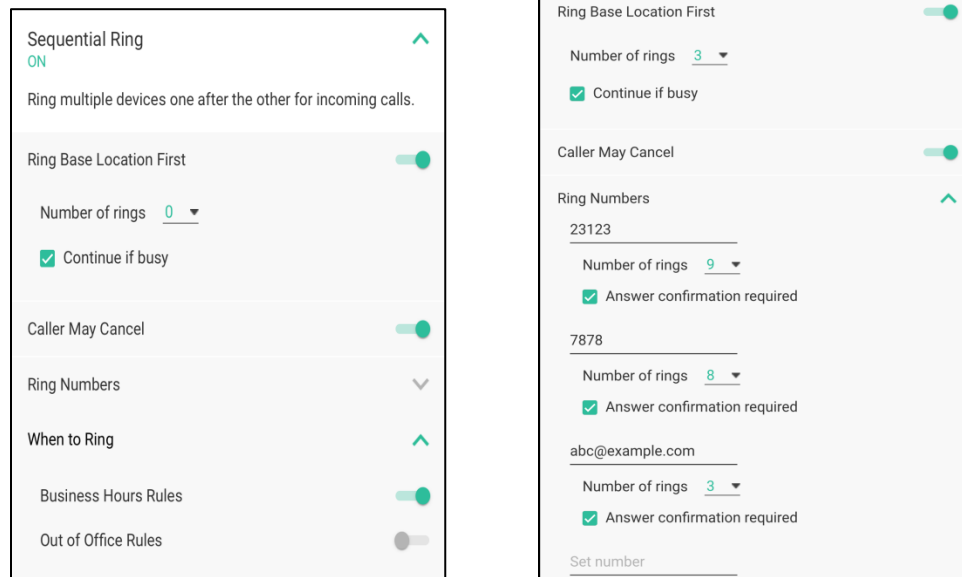 Sequential Ring
ON
Ring multiple devices one after the other for incoming calls.
Ring Base Location First
Number of rings 0
Continue if busy
Caller May Cancel
Ring Numbers
When to Ring
Business Hours Rules
Out of Office Rules
Ring Base Location First
Number of rings 3
Continue if busy
Caller May Cancel
Ring Numbers
23123
Number of rings 9
Answer confirmation required
7878
Number of rings 8
Answer confirmation required
abc@example.com
Number of rings 3
Answer confirmation required
Set number